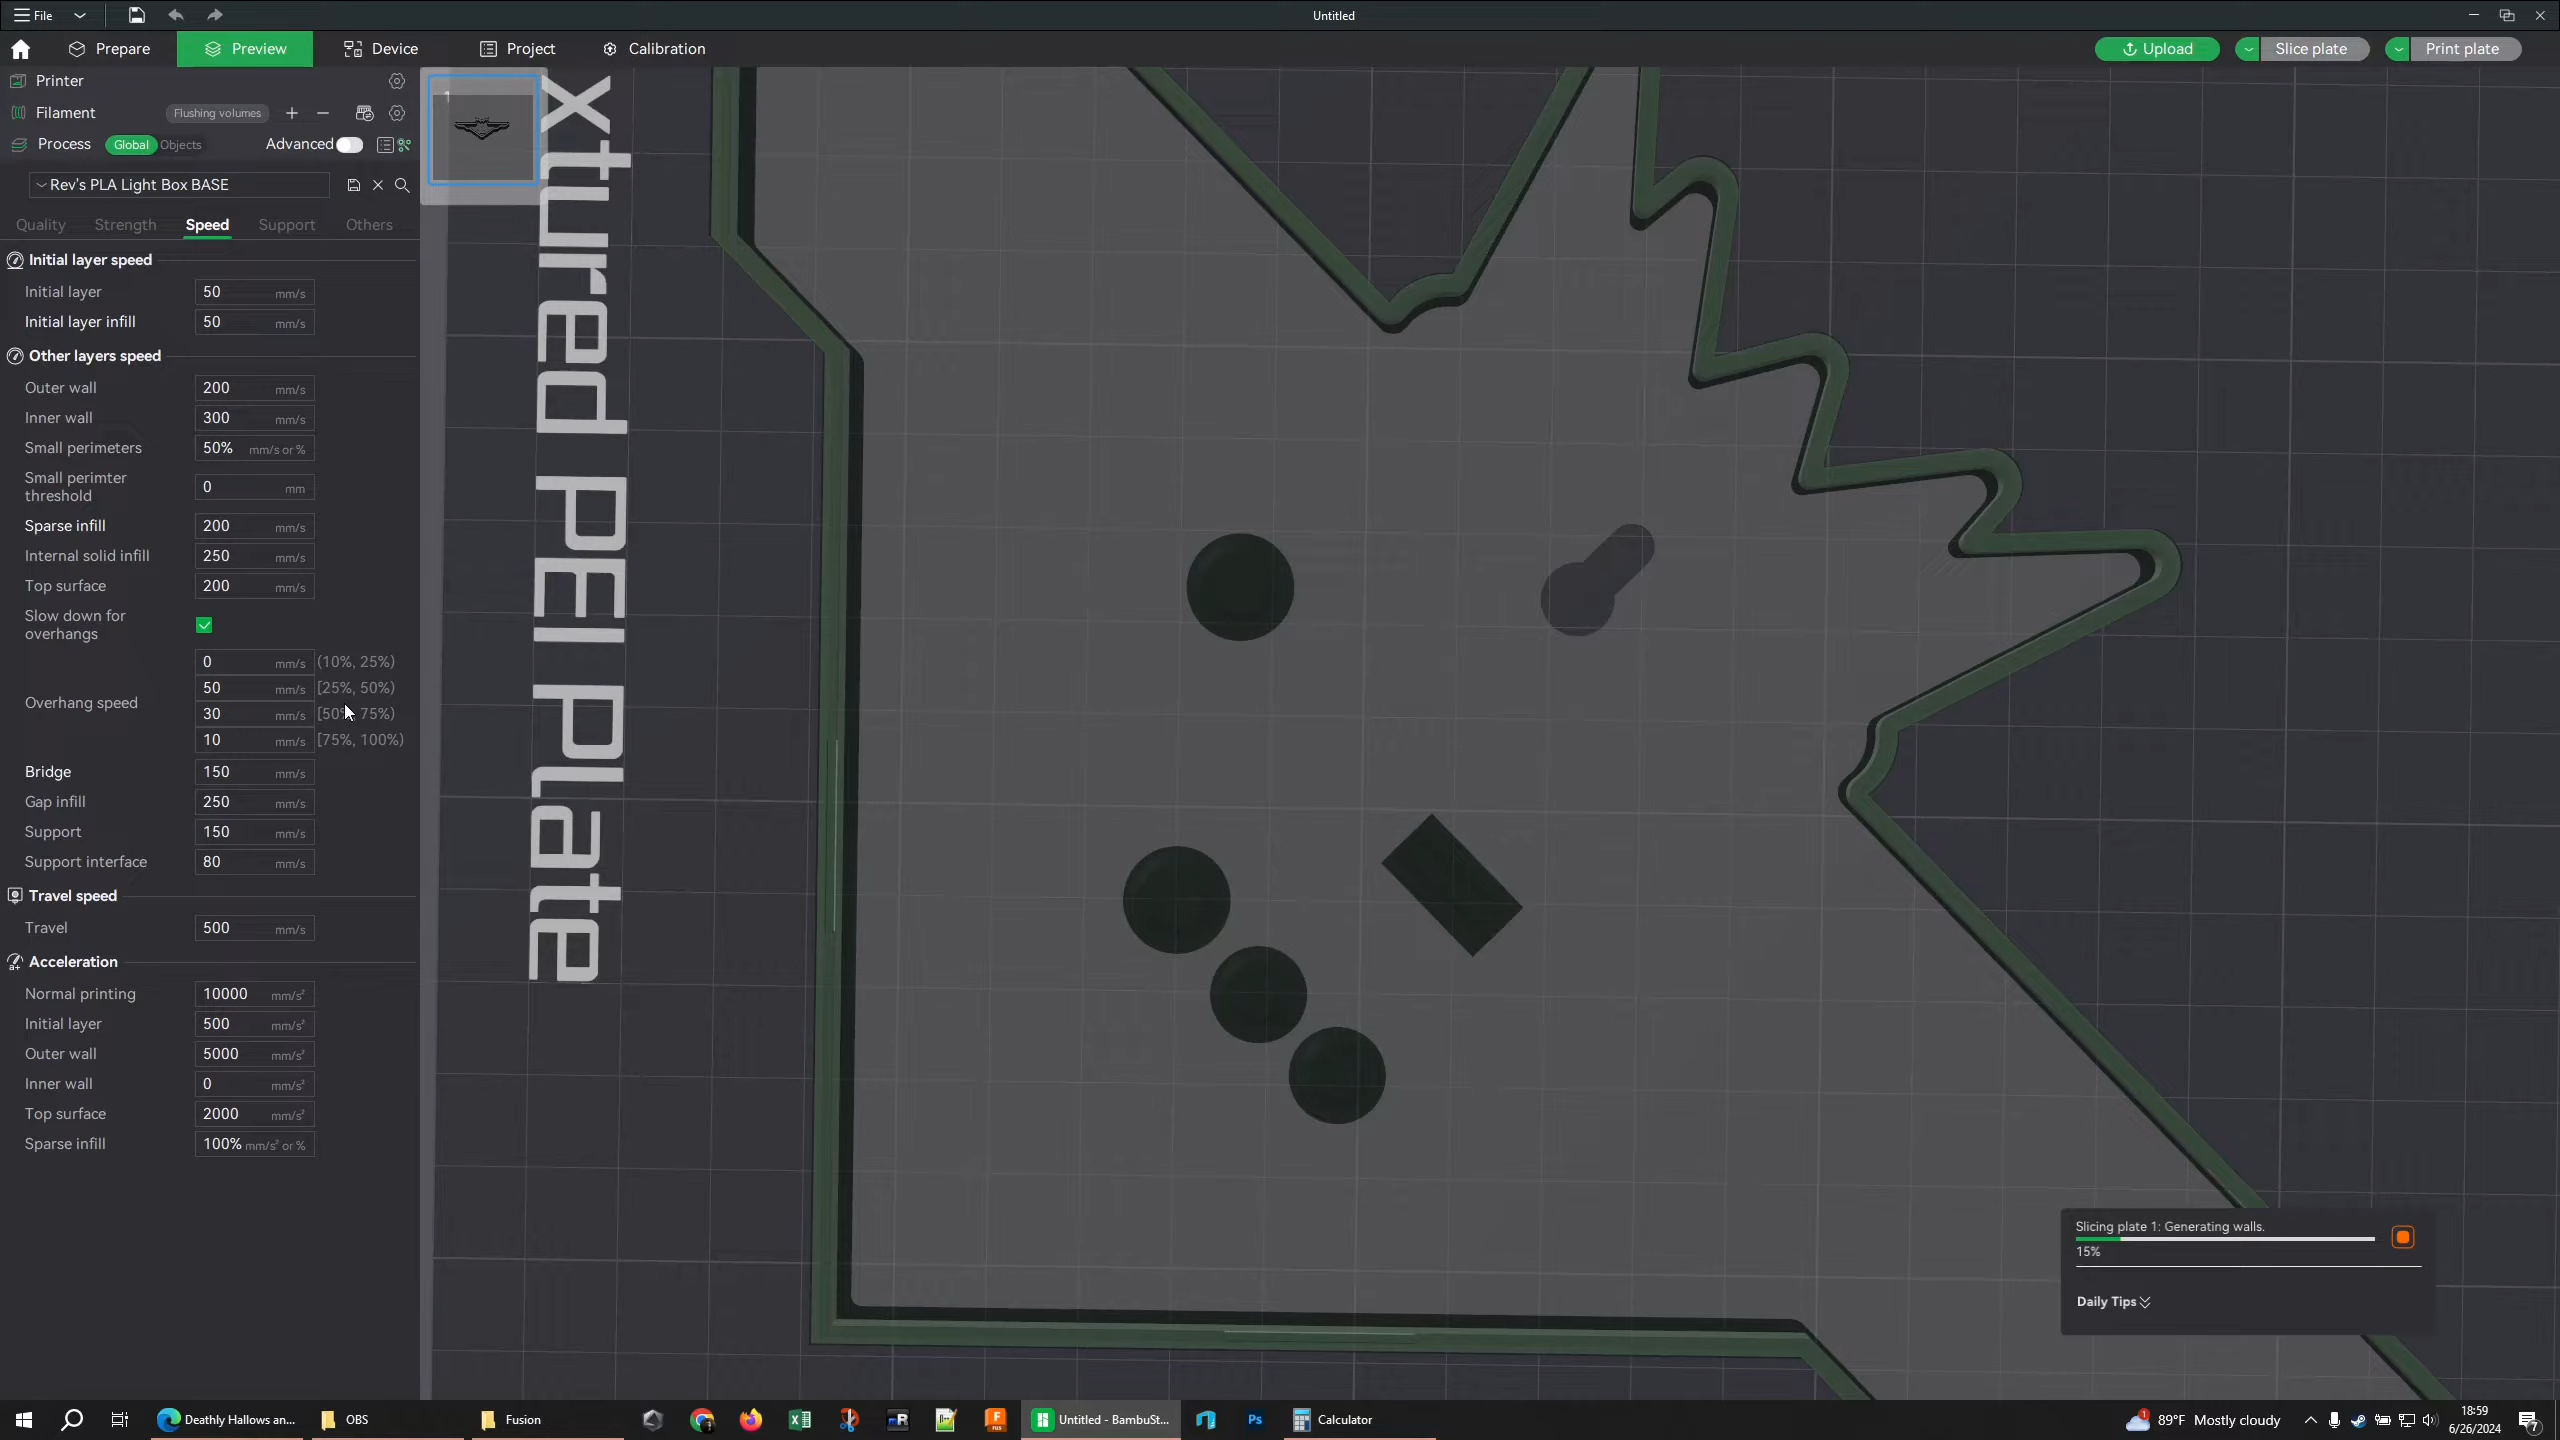 File
Untitled
Prepare
Preview
Device
Project
Calibration
Upload
Slice plate
Print plate
Printer
Filament
Flushing volumes
Process
Global
Objects
Advanced
1
Rev's PLA Light Box BASE
Quality
Strength
Speed
Support
Others
Initial layer speed
Initial layer 50 mm/s
Initial layer infill 50 mm/s
Other layers speed
Outer wall 200 mm/s
Inner wall 300 mm/s
Small perimeters 50% mm/s or %
Small perimter
threshold 0 mm
Sparse infill 200 mm/s
Internal solid infill 250 mm/s
Top surface 200 mm/s
Slow down for
overhangs
0 mm/s (10%, 25%)
50 mm/s [25%, 50%)
Overhang speed
30 mm/s [50%, 75%)
10 mm/s [75%, 100%)
Bridge 150 mm/s
Gap infill 250 mm/s
Support 150 mm/s
Support interface 80 mm/s
Travel speed
Travel 500 mm/s
Acceleration
Normal printing 10000 mm/s²
Initial layer 500 mm/s²
Outer wall 5000 mm/s²
Inner wall 0 mm/s²
Top surface 2000 mm/s²
Sparse infill 100% mm/s² or %
xtured PEI Plate
Slicing plate 1: Generating walls.
15%
Daily Tips
Deathly Hallows an...
OBS
Fusion
Untitled - BambuSt...
Ps
Calculator
1
89°F Mostly cloudy
18:59
6/26/2024
7